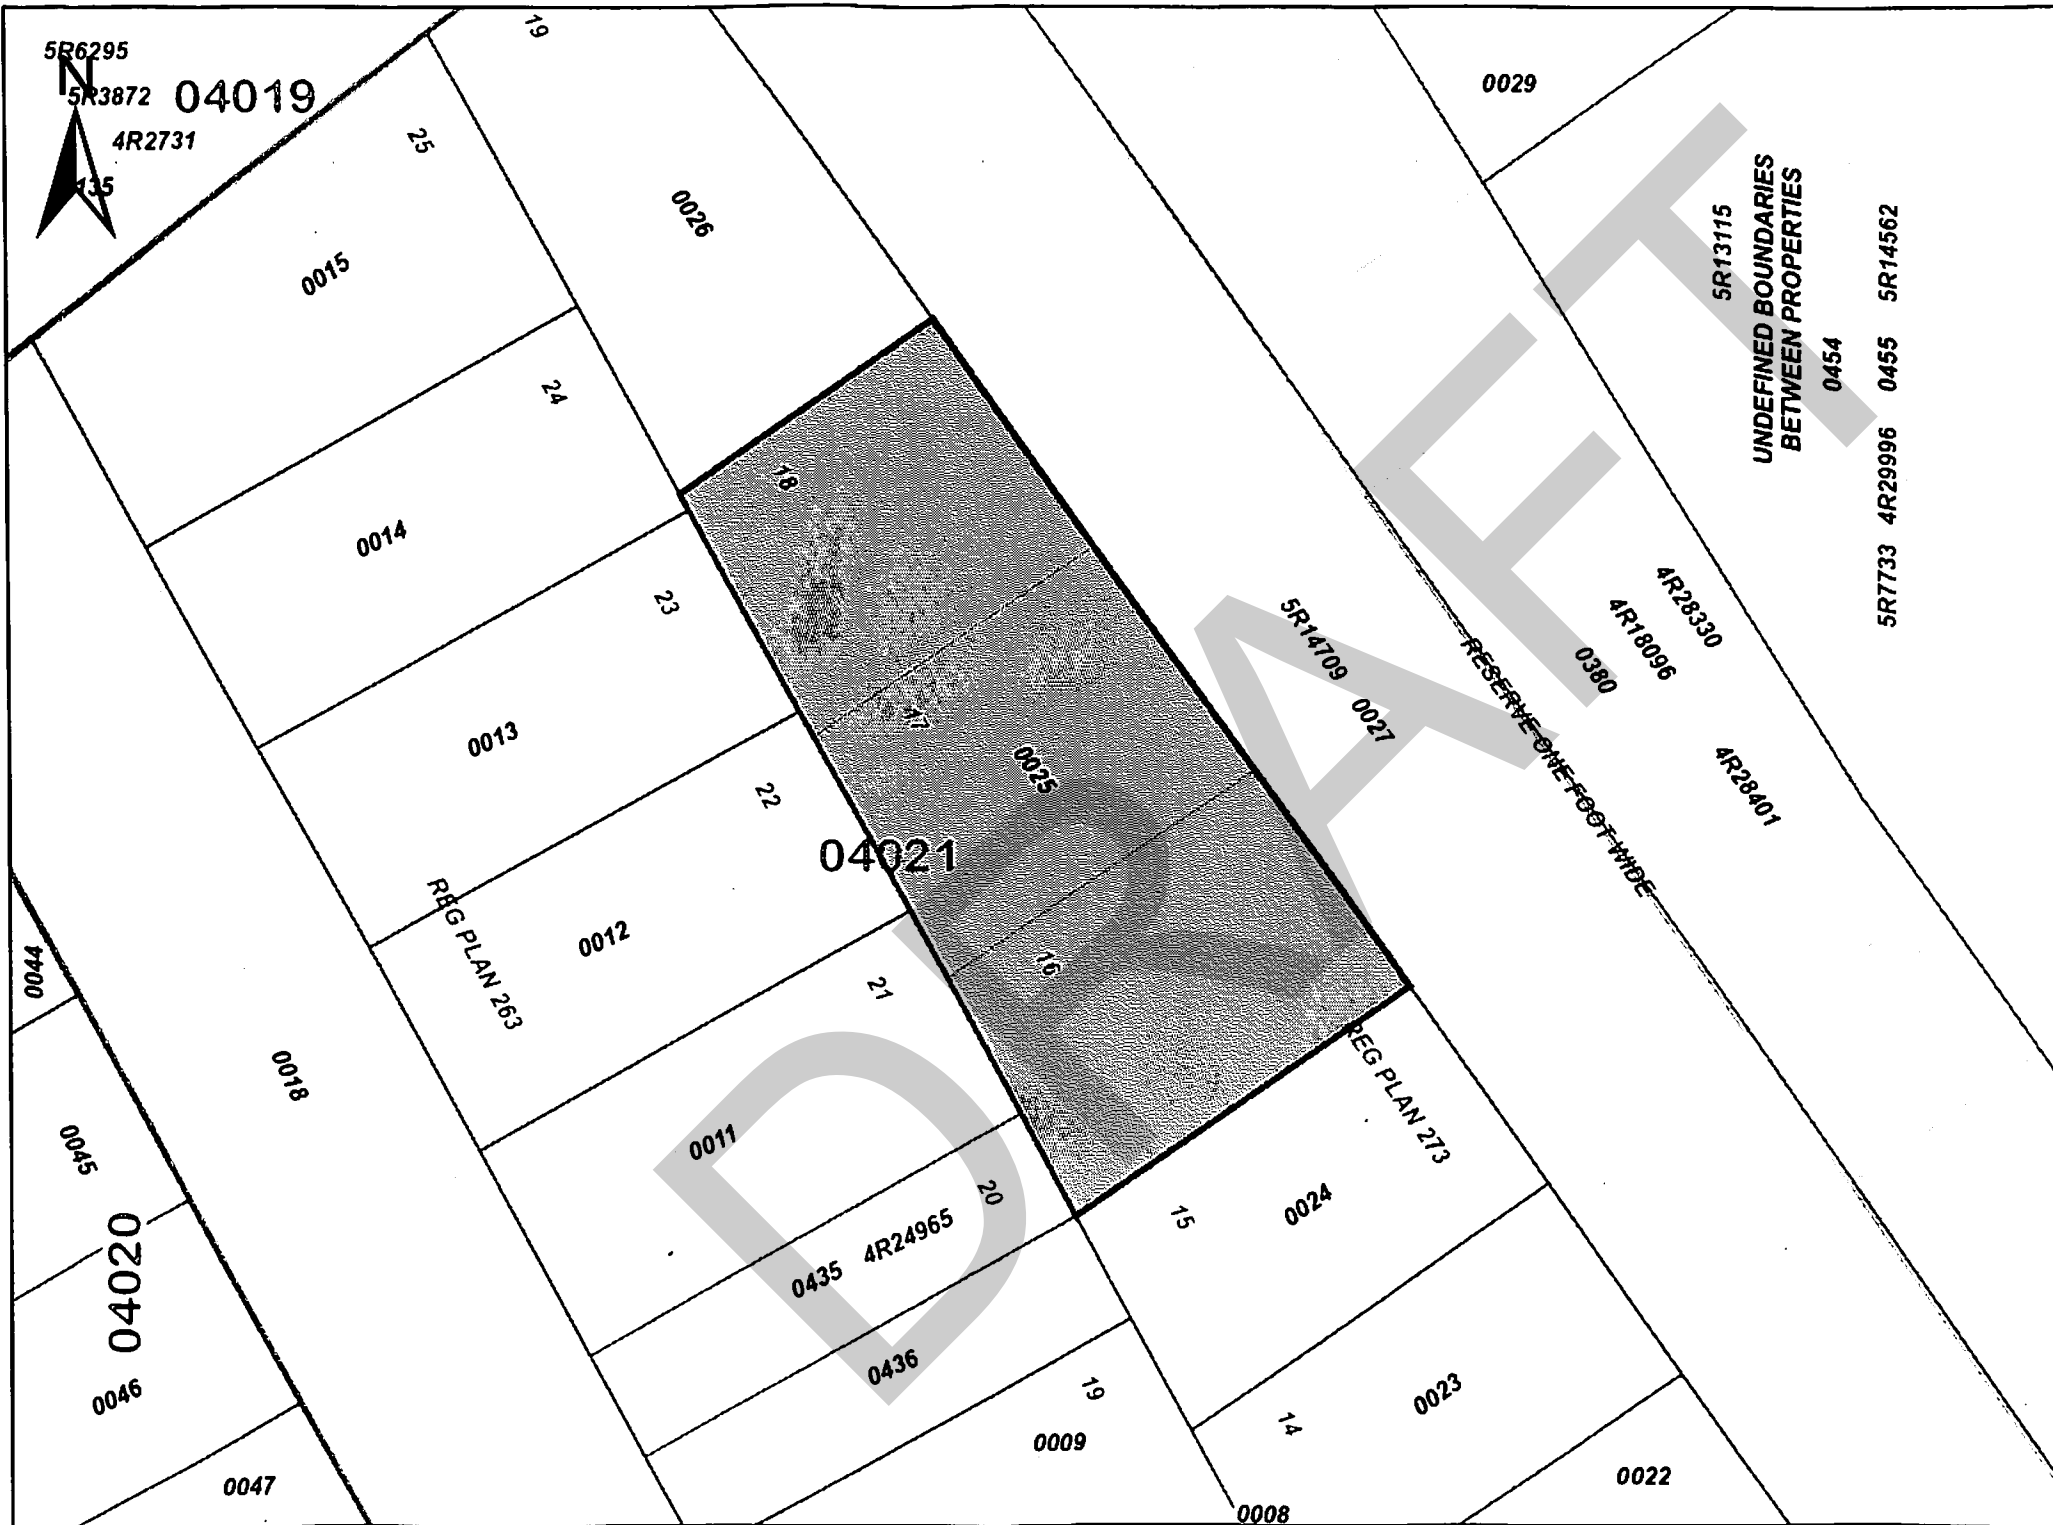 5R6295
N
5R3872
04019
4R2731
135
19
25
0026
0029
0015
24
0014
18
23
0013
17
0025
22
04021
REG PLAN 263
0012
16
21
0044
0018
0045
04020
0046
0047
0011
20
4R24965
0435
0436
19
0009
15
0024
REG PLAN 273
14
0023
0022
0008
5R14709
0027
RESERVE ONE FOOT WIDE
0380
4R18096
4R28330
4R28401
5R13115
UNDEFINED BOUNDARIES
BETWEEN PROPERTIES
0454
5R7733 4R29996 0455 5R14562
DRAFT